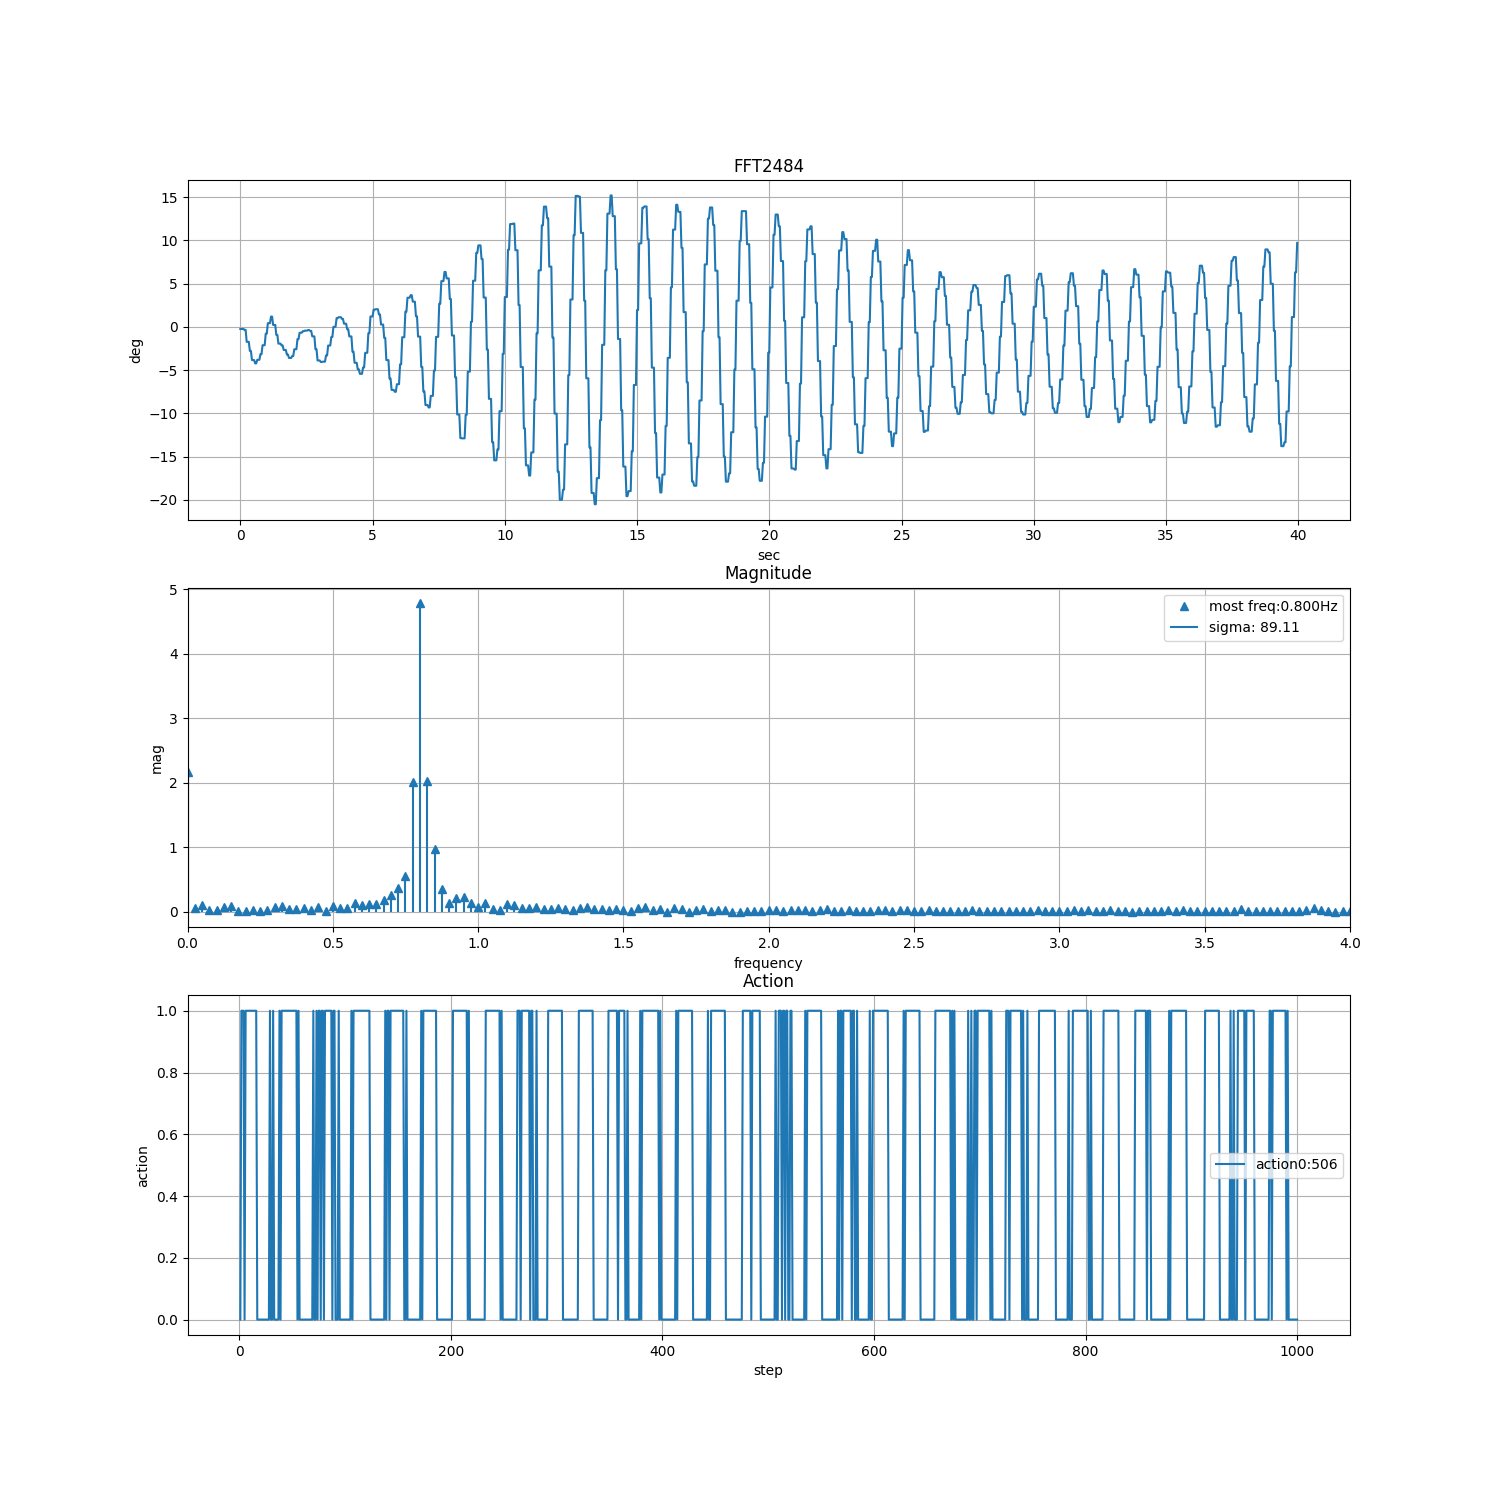 FFT2484
15
10
5
0
−5
−10
−15
−20
deg
0 5 10 15 20 25 30 35 40
sec
Magnitude
5
4
3
2
1
0
mag
most freq:0.800Hz
sigma: 89.11
0.0 0.5 1.0 1.5 2.0 2.5 3.0 3.5 4.0
frequency
Action
1.0
0.8
0.6
0.4
0.2
0.0
action
action0:506
0 200 400 600 800 1000
step